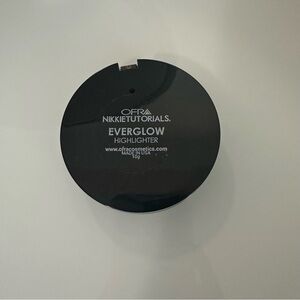 OFRA
NIKKIETUTORIALS.
EVERGLOW
HIGHLIGHTER
www.ofracosmetics.com
MADE IN USA
10g